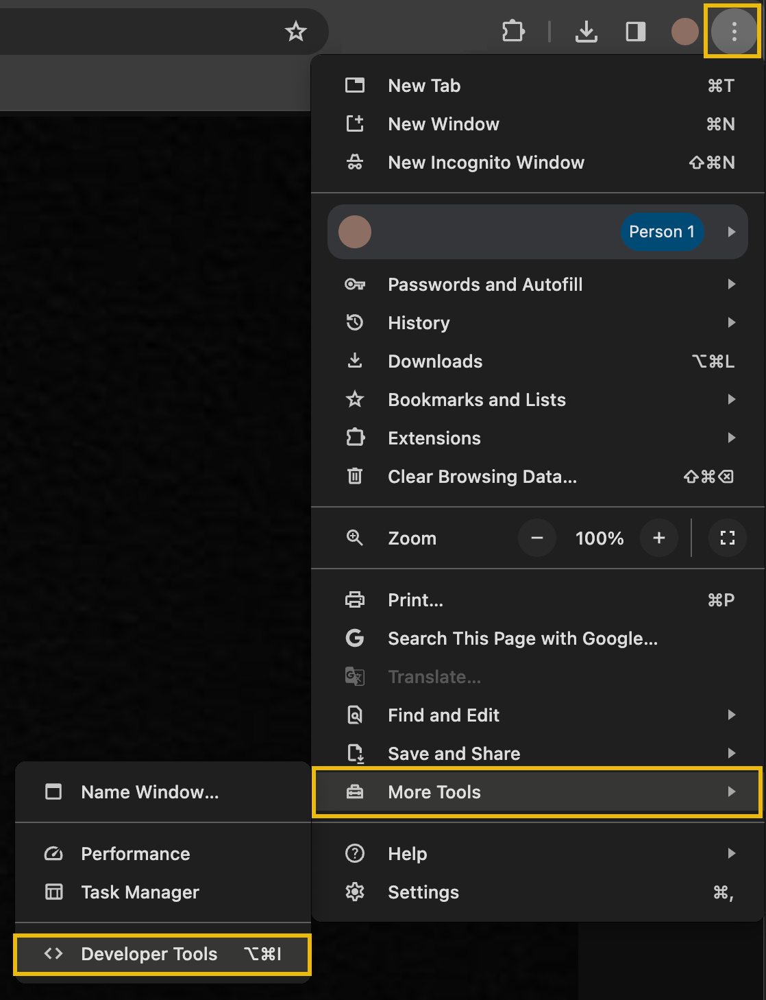 New Tab ⌘T
New Window ⌘N
New Incognito Window ⇧⌘N
Person 1
Passwords and Autofill
History
Downloads ⌥⌘L
Bookmarks and Lists
Extensions
Clear Browsing Data... ⇧⌘⌫
Zoom − 100% +
Print... ⌘P
Search This Page with Google...
Translate...
Find and Edit
Save and Share
More Tools
Help
Settings ⌘,
Name Window...
Performance
Task Manager
Developer Tools ⌥⌘I